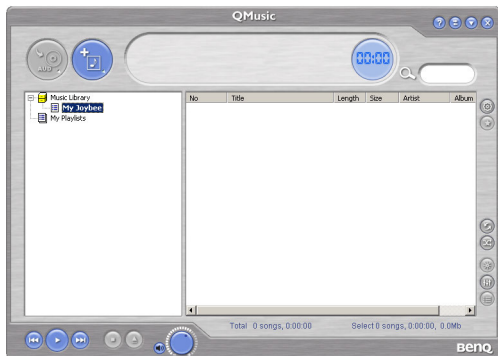 QMusic
AUO
00:00
Music Library
My Joybee
My Playlists
No Title Length Size Artist Album
Total 0 songs, 0:00:00 Select 0 songs, 0:00:00, 0.0Mb
BenQ